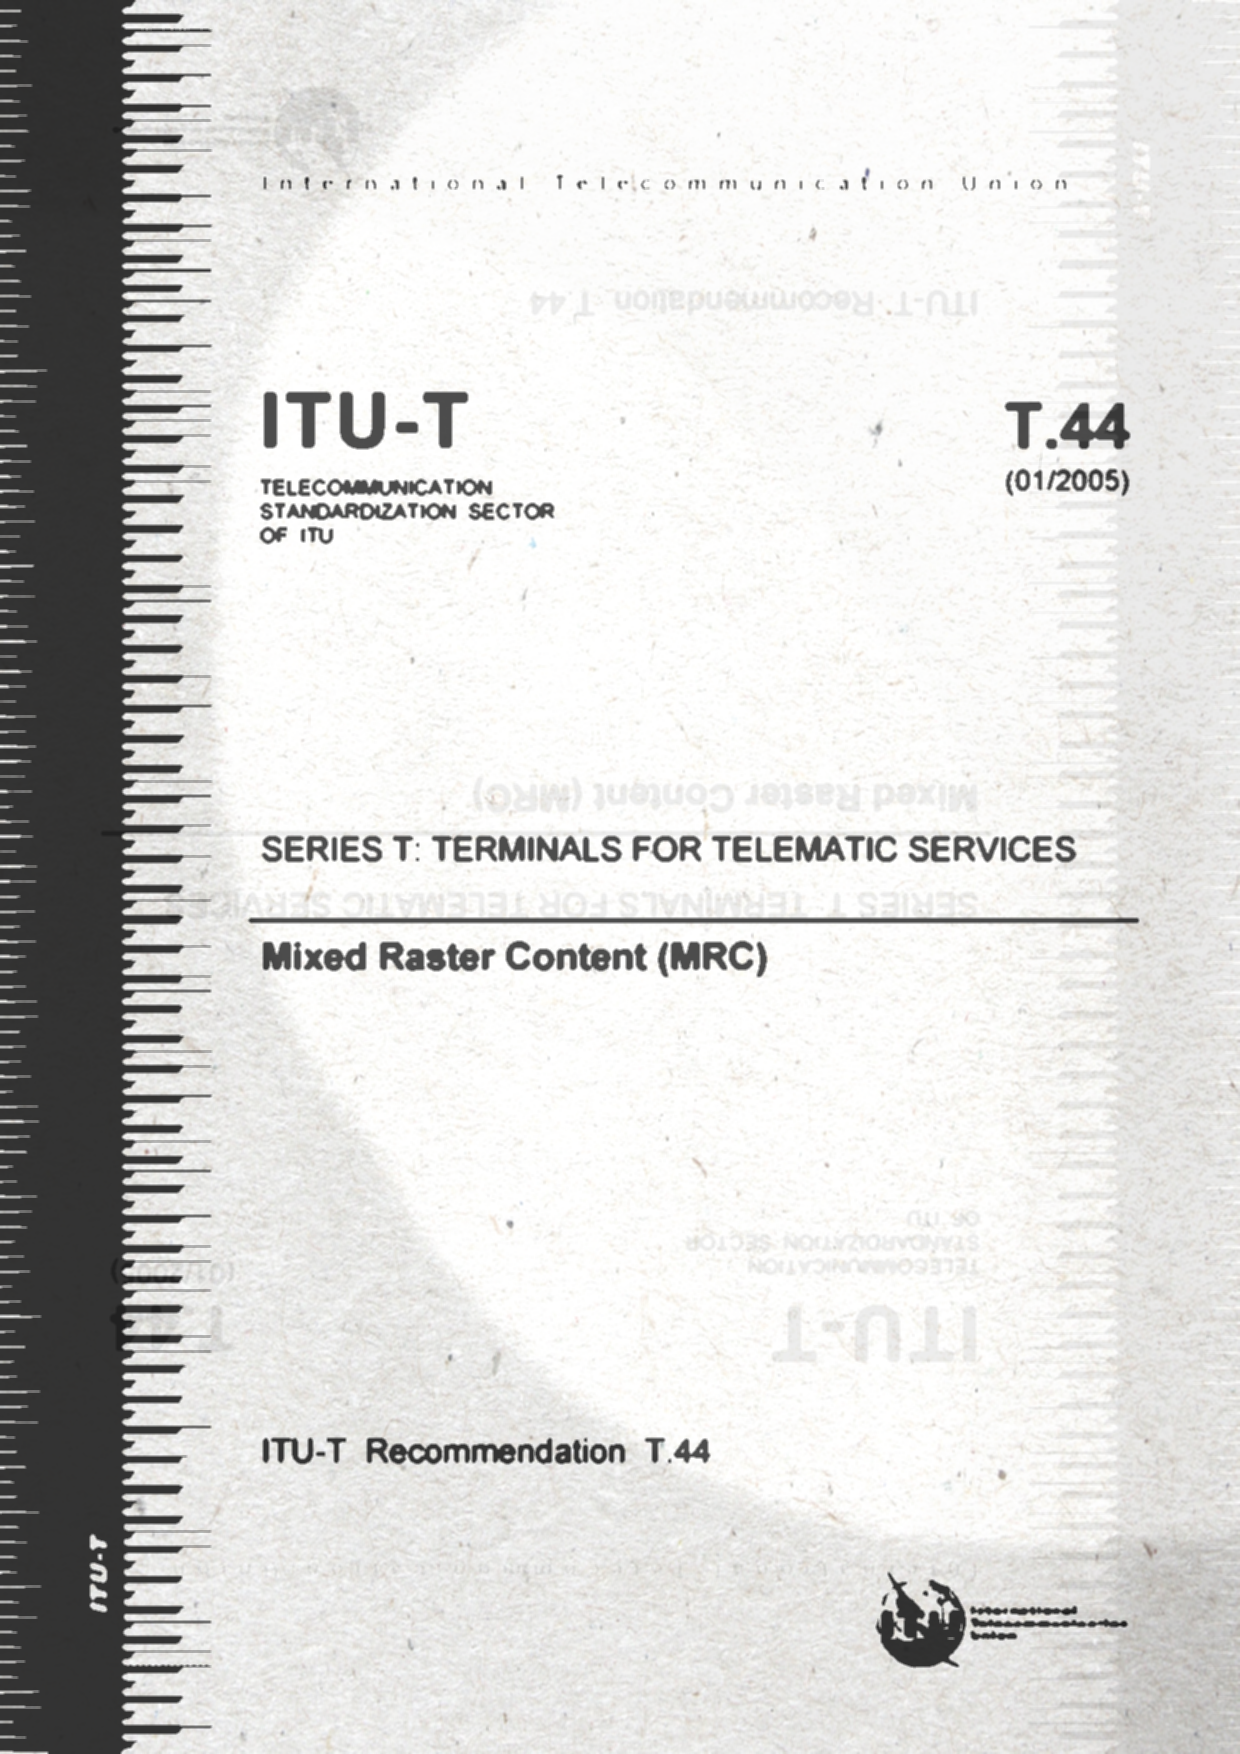 International Telecommunication Union
ITU-T
T.44
TELECOMMUNICATION
STANDARDIZATION SECTOR
OF ITU
(01/2005)
SERIES T: TERMINALS FOR TELEMATIC SERVICES
Mixed Raster Content (MRC)
ITU-T Recommendation T.44
ITU-T
International
Telecommunication
Union